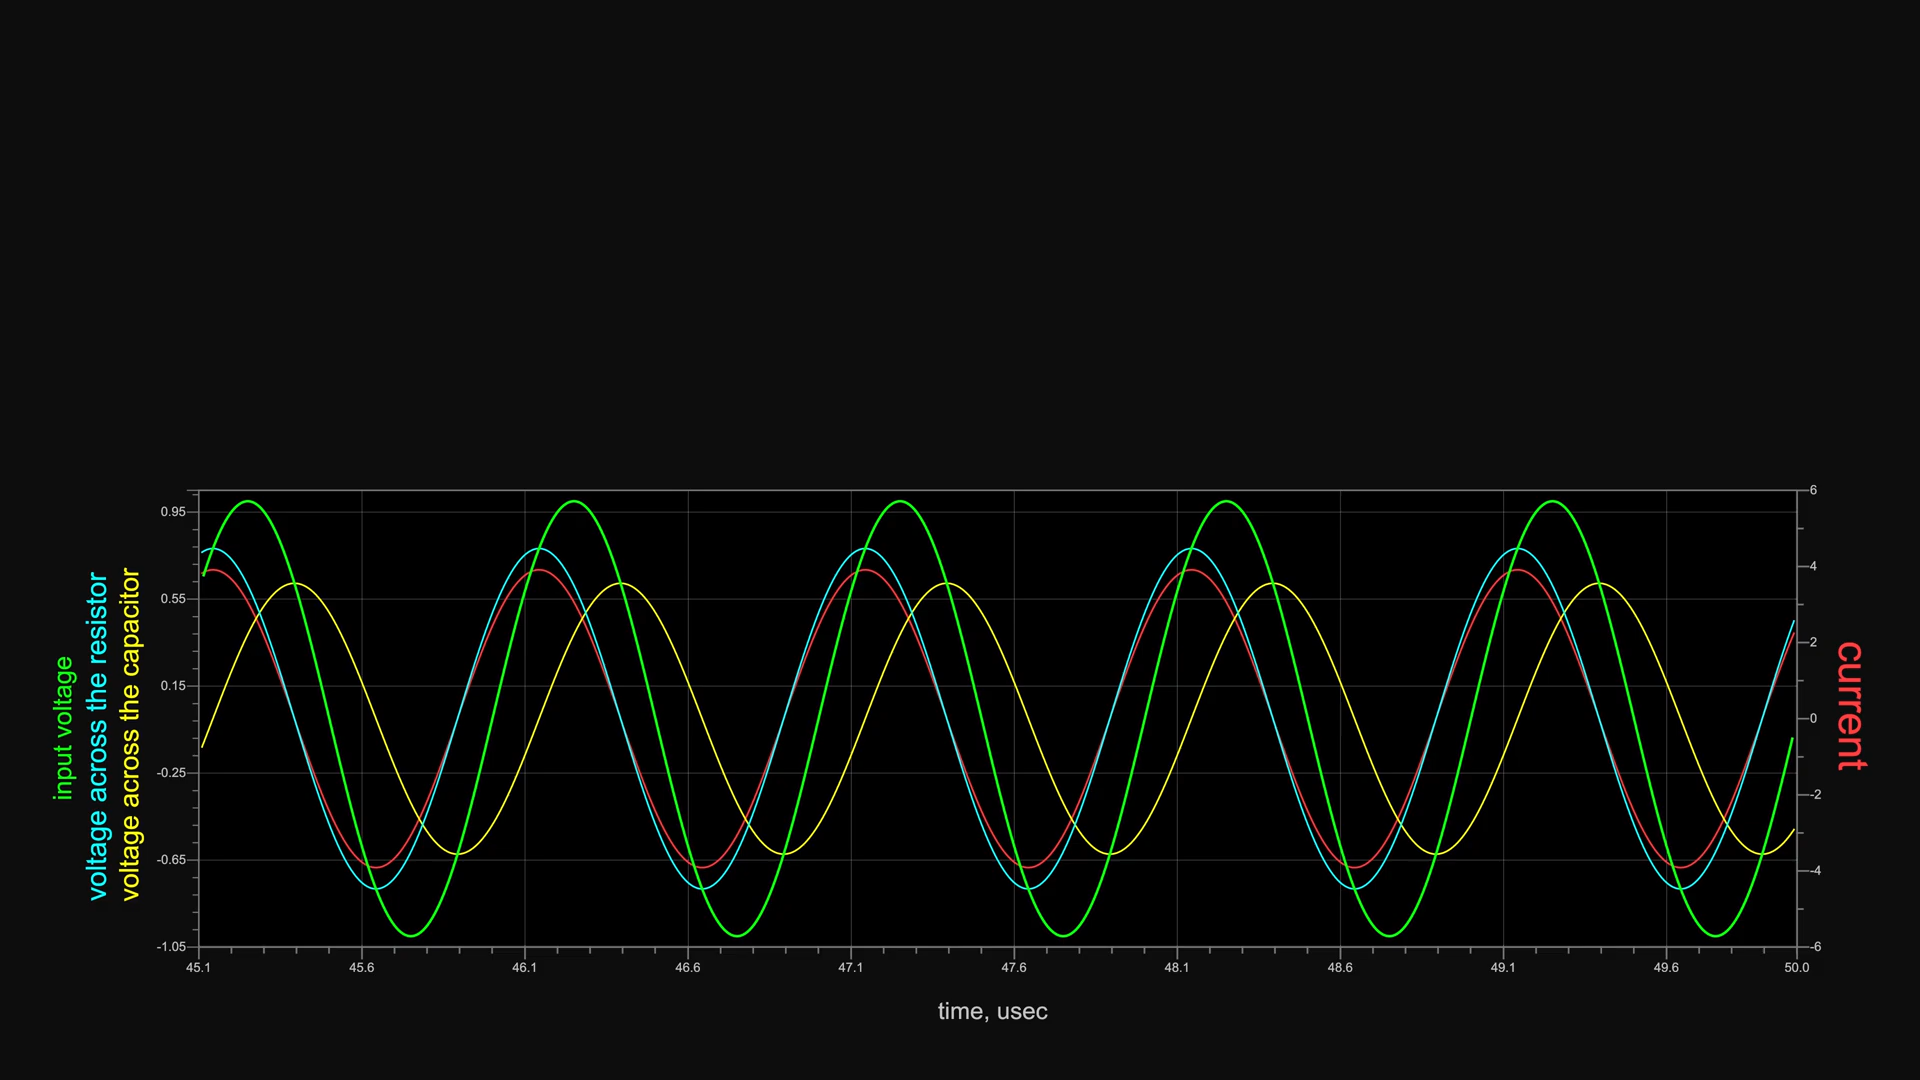 input voltage
voltage across the resistor
voltage across the capacitor
0.95
0.55
0.15
-0.25
-0.65
-1.05
6
4
2
0
-2
-4
-6
current
45.1 45.6 46.1 46.6 47.1 47.6 48.1 48.6 49.1 49.6 50.0
time, usec